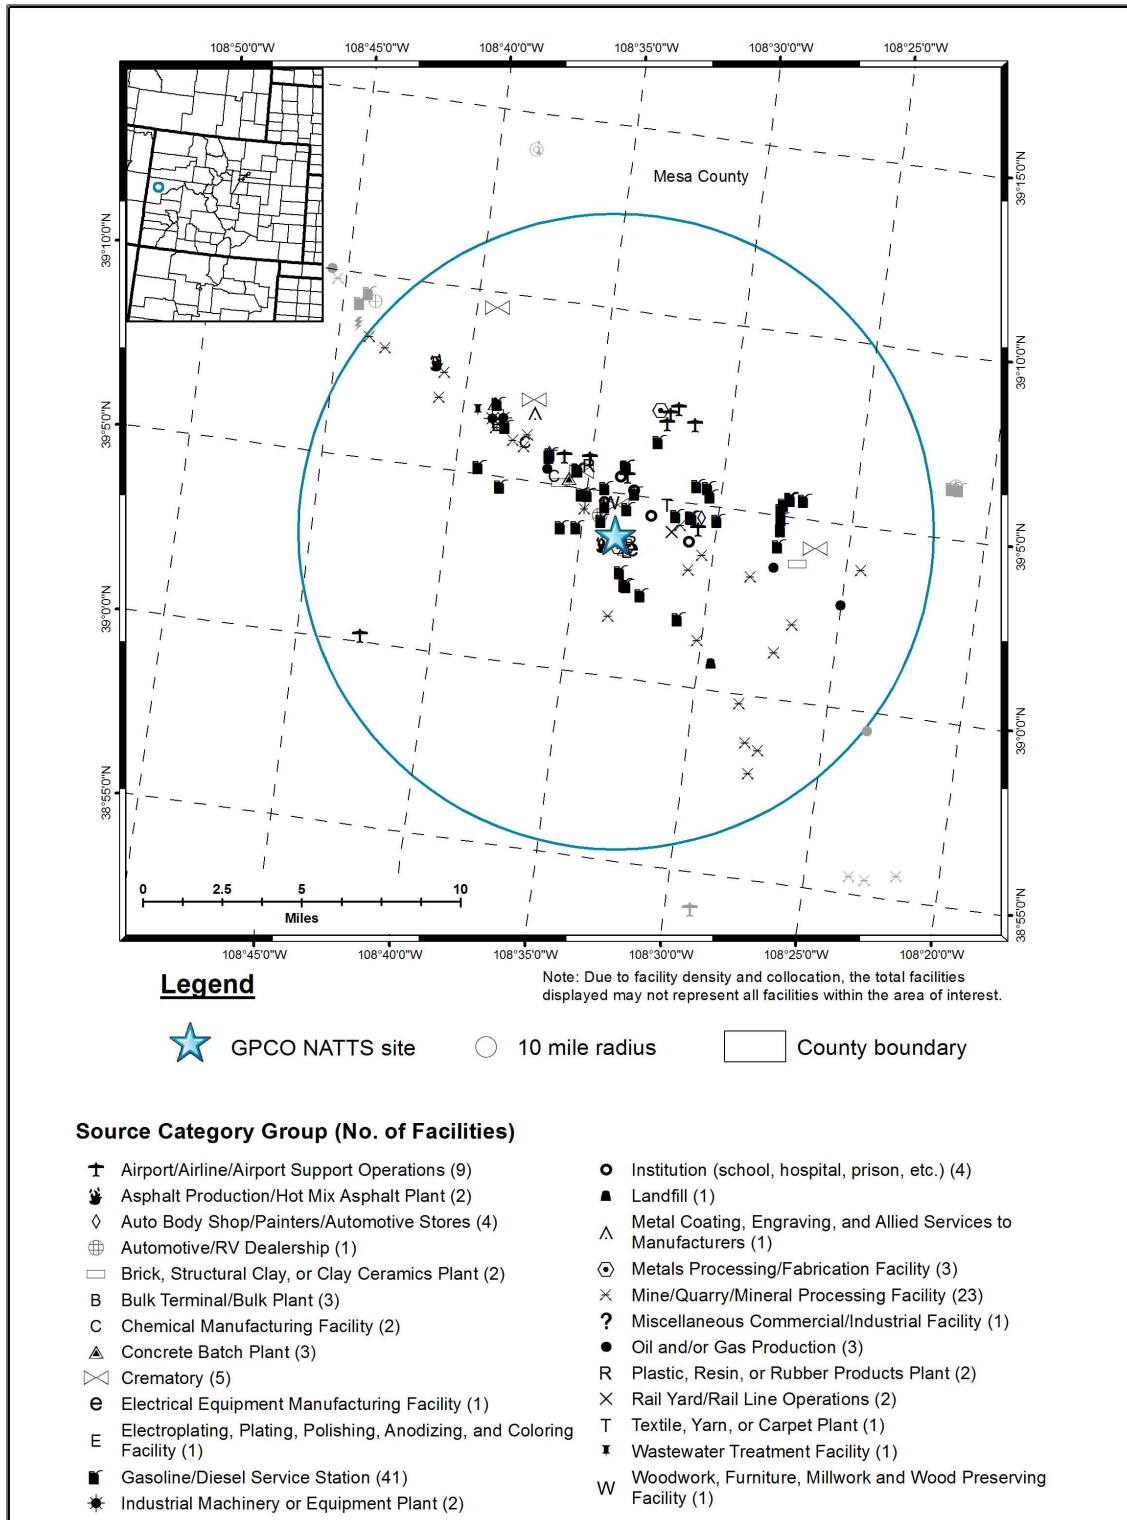 108°50'0"W 108°45'0"W 108°40'0"W 108°35'0"W 108°30'0"W 108°25'0"W
Mesa County
39°15'0"N
39°10'0"N
39°10'0"N
39°5'0"N
39°5'0"N
39°0'0"N
39°0'0"N
38°55'0"N
38°55'0"N
0 2.5 5 10
Miles
108°45'0"W 108°40'0"W 108°35'0"W 108°30'0"W 108°25'0"W 108°20'0"W
Legend
Note: Due to facility density and collocation, the total facilities
displayed may not represent all facilities within the area of interest.
GPCO NATTS site 10 mile radius County boundary
Source Category Group (No. of Facilities)
Airport/Airline/Airport Support Operations (9)
Asphalt Production/Hot Mix Asphalt Plant (2)
Auto Body Shop/Painters/Automotive Stores (4)
Automotive/RV Dealership (1)
Brick, Structural Clay, or Clay Ceramics Plant (2)
B Bulk Terminal/Bulk Plant (3)
C Chemical Manufacturing Facility (2)
Concrete Batch Plant (3)
Crematory (5)
e Electrical Equipment Manufacturing Facility (1)
E Electroplating, Plating, Polishing, Anodizing, and Coloring
Facility (1)
Gasoline/Diesel Service Station (41)
Industrial Machinery or Equipment Plant (2)
Institution (school, hospital, prison, etc.) (4)
Landfill (1)
Metal Coating, Engraving, and Allied Services to
Manufacturers (1)
Metals Processing/Fabrication Facility (3)
Mine/Quarry/Mineral Processing Facility (23)
? Miscellaneous Commercial/Industrial Facility (1)
Oil and/or Gas Production (3)
R Plastic, Resin, or Rubber Products Plant (2)
Rail Yard/Rail Line Operations (2)
T Textile, Yarn, or Carpet Plant (1)
Wastewater Treatment Facility (1)
W Woodwork, Furniture, Millwork and Wood Preserving
Facility (1)